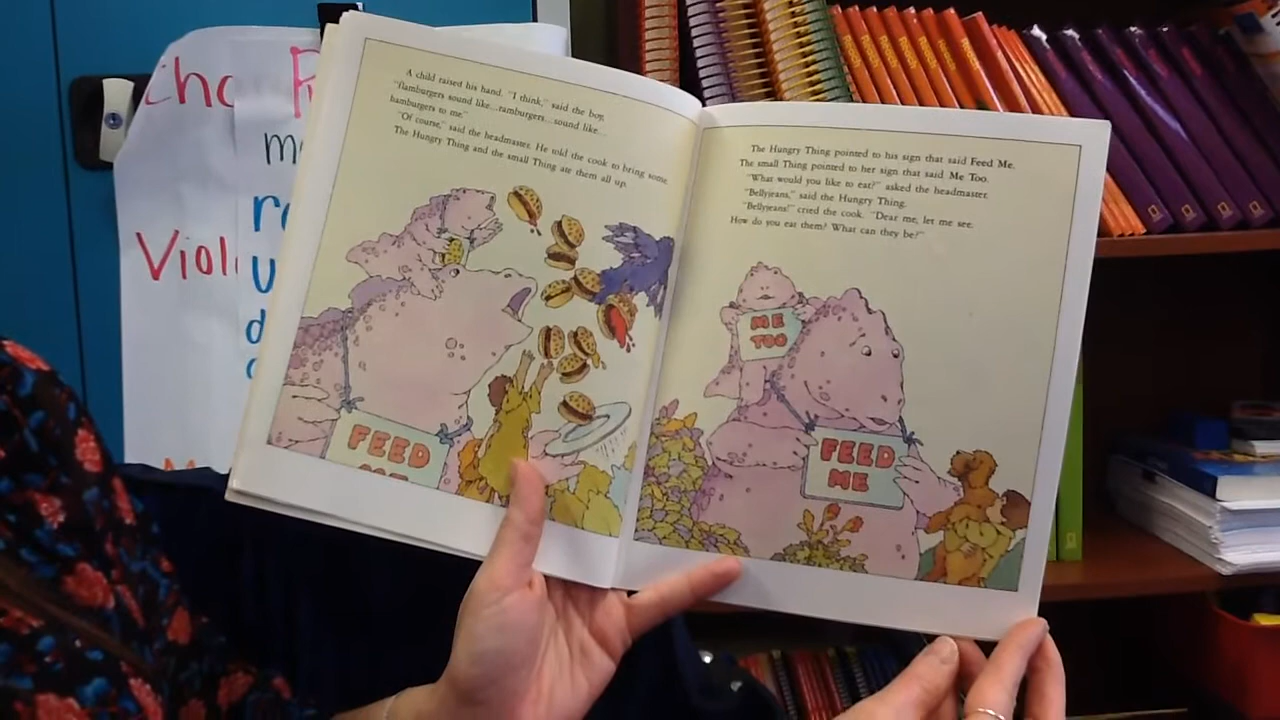 Cho
R
m
Viol
A child raised his hand. "I think," said the boy,
"flamburgers sound like...ramburgers...sound like...
hamburgers to me."
"Of course," said the headmaster. He told the cook to bring some.
The Hungry Thing and the small Thing ate them all up.
FEED
ME
The Hungry Thing pointed to his sign that said Feed Me.
The small Thing pointed to her sign that said Me Too.
"What would you like to eat?" asked the headmaster.
"Bellyjeans," said the Hungry Thing.
"Bellyjeans!" cried the cook. "Dear me, let me see.
How do you eat them? What can they be?"
ME
TOO
FEED
ME